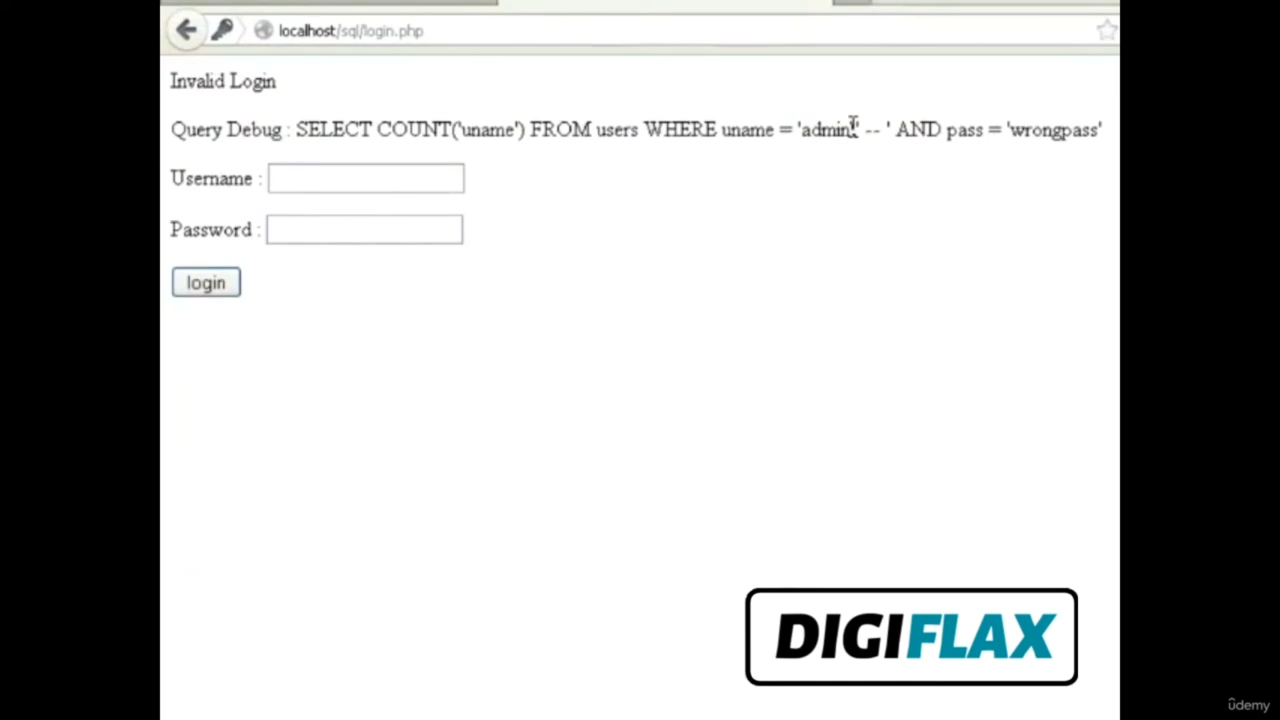 localhost/sql/login.php
Invalid Login
Query Debug : SELECT COUNT('uname') FROM users WHERE uname = 'admin' -- ' AND pass = 'wrongpass'
Username :
Password :
login
DIGIFLAX
ûdemy